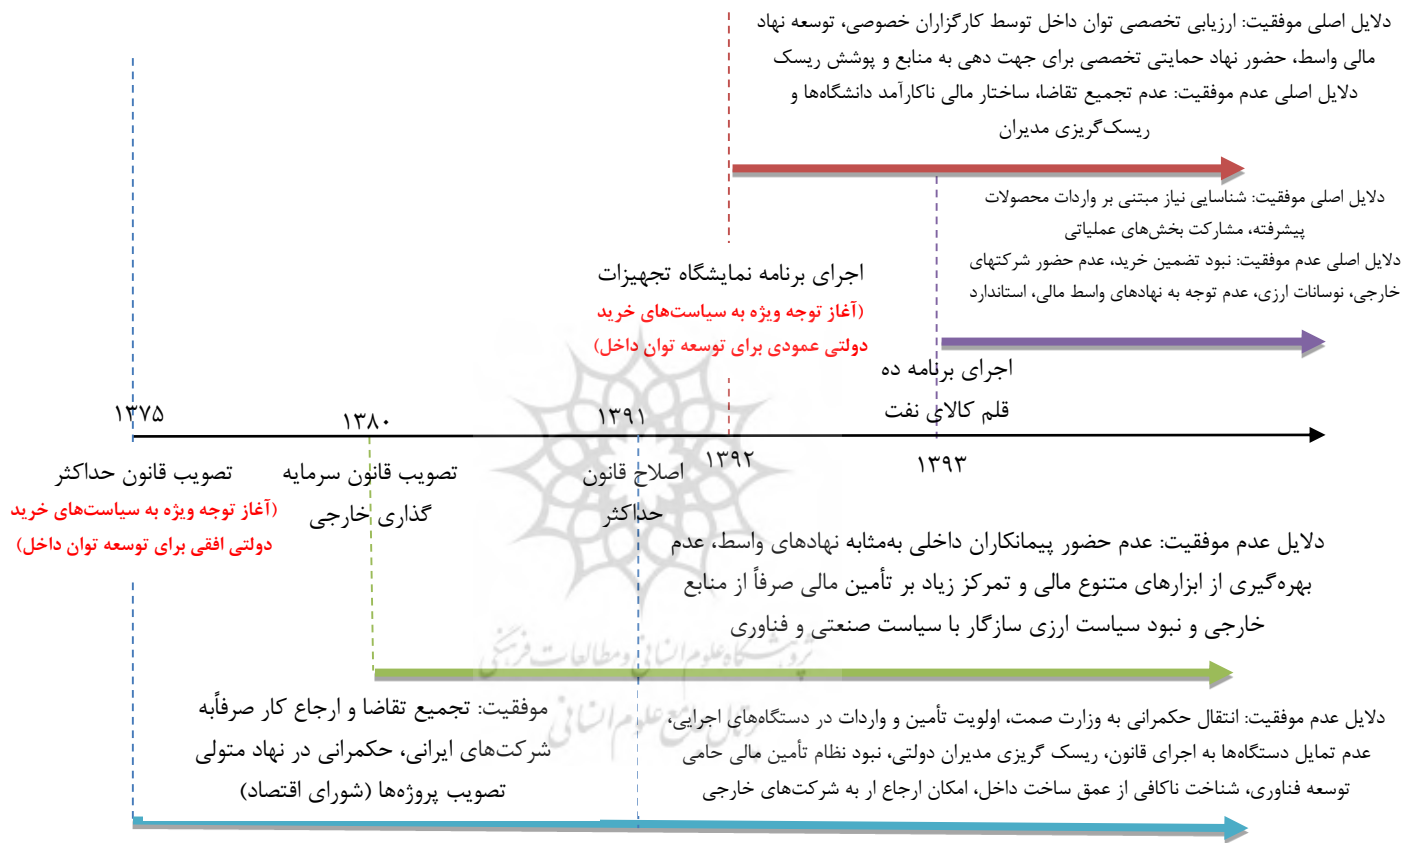 دلایل اصلی موفقیت: ارزیابی تخصصی توان داخل توسط کارگزاران خصوصی، توسعه نهاد
مالی واسط، حضور نهاد حمایتی تخصصی برای جهت دهی به منابع و پوشش ریسک
دلایل اصلی عدم موفقیت: عدم تجمیع تقاضا، ساختار مالی ناکارآمد دانشگاه‌ها و
ریسک‌گریزی مدیران
دلایل اصلی موفقیت: شناسایی نیاز مبتنی بر واردات محصولات
پیشرفته، مشارکت بخش‌های عملیاتی
دلایل اصلی عدم موفقیت: نبود تضمین خرید، عدم حضور شرکتهای
خارجی، نوسانات ارزی، عدم توجه به نهادهای واسط مالی، استاندارد
اجرای برنامه نمایشگاه تجهیزات
(آغاز توجه ویژه به سیاست‌های خرید
دولتی عمودی برای توسعه توان داخل)
اجرای برنامه ده
قلم کالای نفت
۱۳۷۵
۱۳۸۰
۱۳۹۱
۱۳۹۲
۱۳۹۳
تصویب قانون حداکثر
(آغاز توجه ویژه به سیاست‌های خرید
دولتی افقی برای توسعه توان داخل)
تصویب قانون سرمایه
گذاری خارجی
اصلاح قانون
حداکثر
دلایل عدم موفقیت: عدم حضور پیمانکاران داخلی به‌مثابه نهادهای واسط، عدم
بهره‌گیری از ابزارهای متنوع مالی و تمرکز زیاد بر تأمین مالی صرفاً از منابع
خارجی و نبود سیاست ارزی سازگار با سیاست صنعتی و فناوری
پژوهشگاه علوم انسانی و مطالعات فرهنگی
پرتال جامع علوم انسانی
موفقیت: تجمیع تقاضا و ارجاع کار صرفاًبه
شرکت‌های ایرانی، حکمرانی در نهاد متولی
تصویب پروژه‌ها (شورای اقتصاد)
دلایل عدم موفقیت: انتقال حکمرانی به وزارت صمت، اولویت تأمین و واردات در دستگاه‌های اجرایی،
عدم تمایل دستگاه‌ها به اجرای قانون، ریسک گریزی مدیران دولتی، نبود نظام تأمین مالی حامی
توسعه فناوری، شناخت ناکافی از عمق ساخت داخل، امکان ارجاع ار به شرکت‌های خارجی